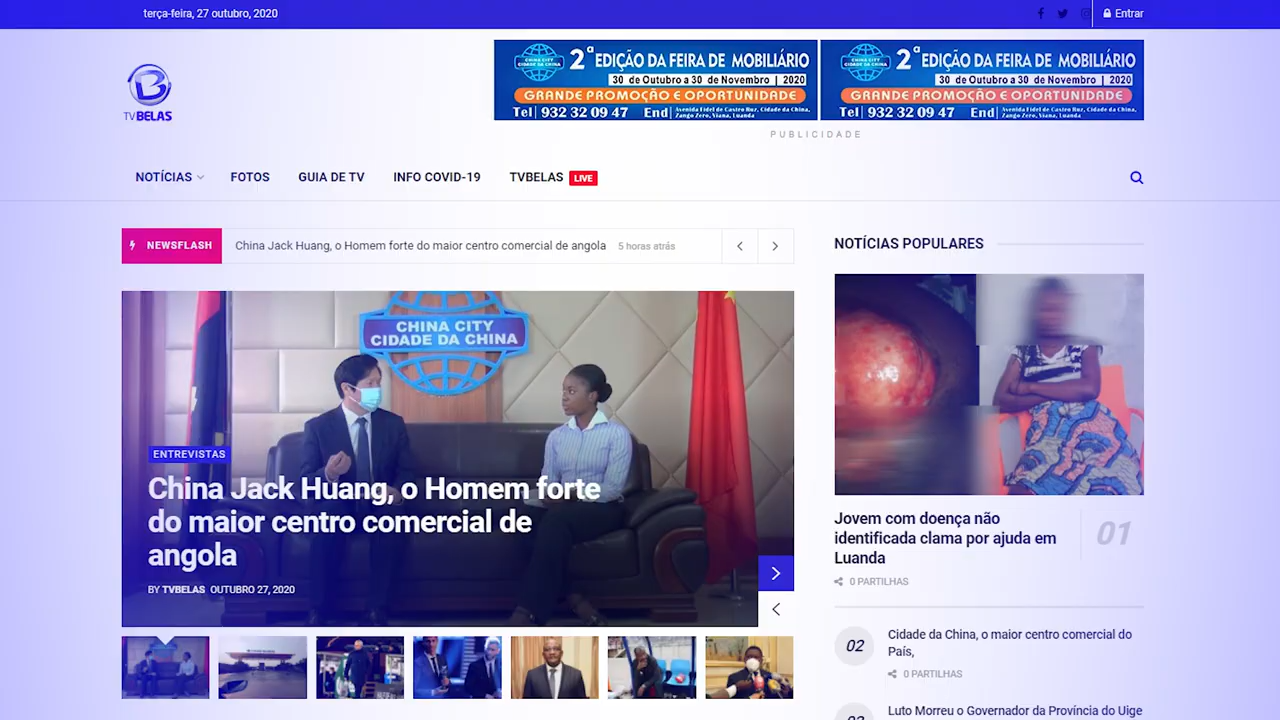 terça-feira, 27 outubro, 2020
Entrar
TVBELAS
CHINA CITY
CIDADE DA CHINA
2ª EDIÇÃO DA FEIRA DE MOBILIÁRIO
30 de Outubro a 30 de Novembro | 2020
GRANDE PROMOÇÃO E OPORTUNIDADE
Tel| 932 32 09 47 End| Avenida Fidel de Castro Ruz, Cidade da China,
Zango Zero, Viana, Luanda
CHINA CITY
CIDADE DA CHINA
2ª EDIÇÃO DA FEIRA DE MOBILIÁRIO
30 de Outubro a 30 de Novembro | 2020
GRANDE PROMOÇÃO E OPORTUNIDADE
Tel| 932 32 09 47 End| Avenida Fidel de Castro Ruz, Cidade da China,
Zango Zero, Viana, Luanda
PUBLICIDADE
NOTÍCIAS FOTOS GUIA DE TV INFO COVID-19 TVBELAS LIVE
NEWSFLASH China Jack Huang, o Homem forte do maior centro comercial de angola 5 horas atrás
CHINA CITY
CIDADE DA CHINA
ENTREVISTAS
China Jack Huang, o Homem forte
do maior centro comercial de
angola
BY TVBELAS OUTUBRO 27, 2020
NOTÍCIAS POPULARES
Jovem com doença não
identificada clama por ajuda em
Luanda
01
0 PARTILHAS
02
Cidade da China, o maior centro comercial do
País,
0 PARTILHAS
Luto Morreu o Governador da Província do Uige